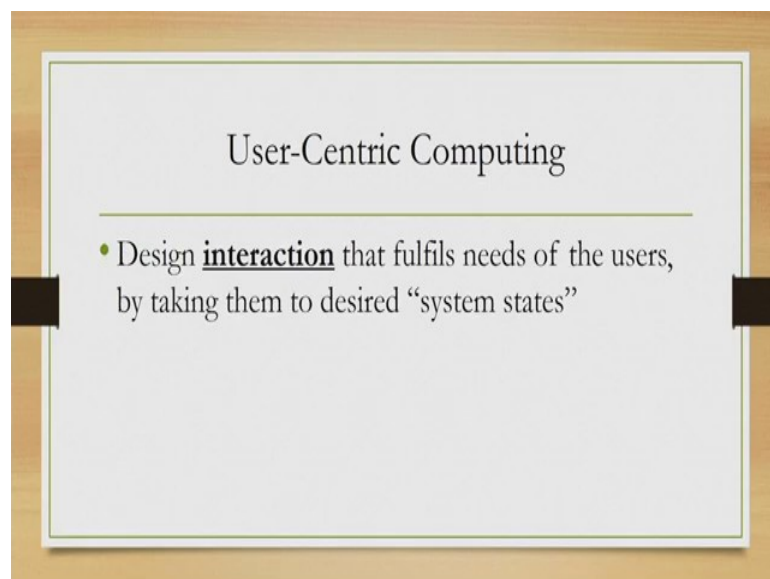 User-Centric Computing
• Design interaction that fulfils needs of the users,
by taking them to desired “system states”